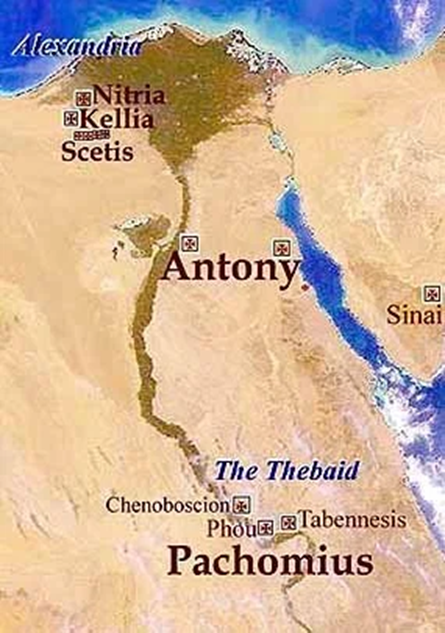 Alexandria
Nitria
Kellia
Scetis
Antony
Sinai
The Thebaid
Chenoboscion
Phou
Tabennesis
Pachomius